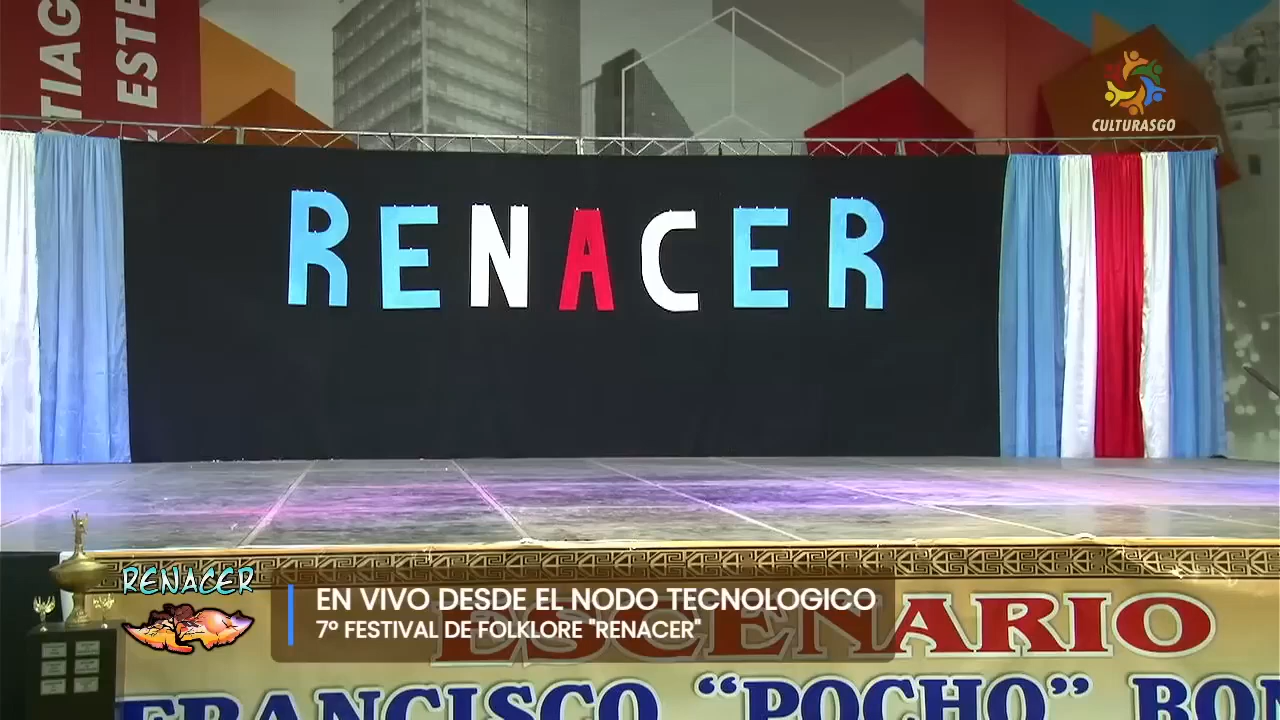 TIAG
ESTE
CULTURASGO
RENACER
RENACER
EN VIVO DESDE EL NODO TECNOLOGICO
7º FESTIVAL DE FOLKLORE "RENACER"
ESCENARIO
FRANCISCO "POCHO"